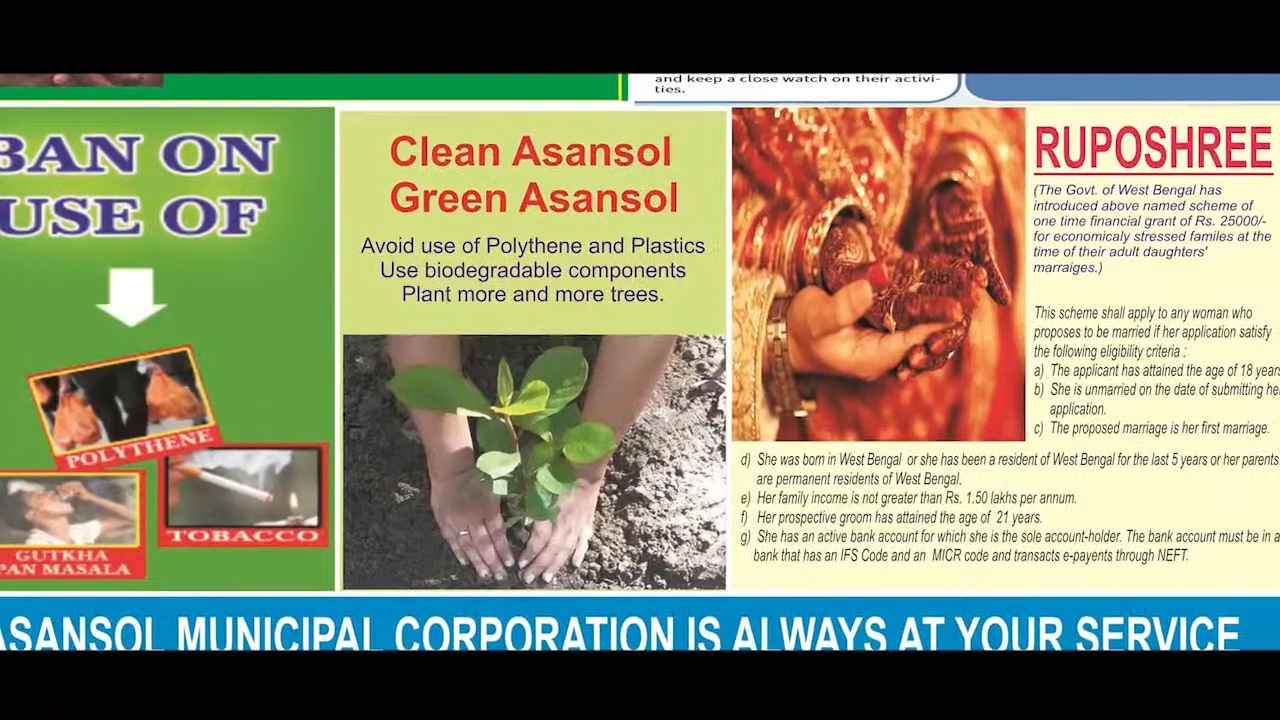 and keep a close watch on their activi-
ties.
BAN ON
USE OF
POLYTHENE
GUTKHA
PAN MASALA
TOBACCO
Clean Asansol
Green Asansol
Avoid use of Polythene and Plastics
Use biodegradable components
Plant more and more trees.
RUPOSHREE
(The Govt. of West Bengal has
introduced above named scheme of
one time financial grant of Rs. 25000/-
for economicaly stressed familes at the
time of their adult daughters'
marraiges.)
This scheme shall apply to any woman who
proposes to be married if her application satisfy
the following eligibility criteria :
a) The applicant has attained the age of 18 years
b) She is unmarried on the date of submitting her
application.
c) The proposed marriage is her first marriage.
d) She was born in West Bengal or she has been a resident of West Bengal for the last 5 years or her parents
are permanent residents of West Bengal.
e) Her family income is not greater than Rs. 1.50 lakhs per annum.
f) Her prospective groom has attained the age of 21 years.
g) She has an active bank account for which she is the sole account-holder. The bank account must be in a
bank that has an IFS Code and an MICR code and transacts e-payents through NEFT.
ASANSOL MUNICIPAL CORPORATION IS ALWAYS AT YOUR SERVICE